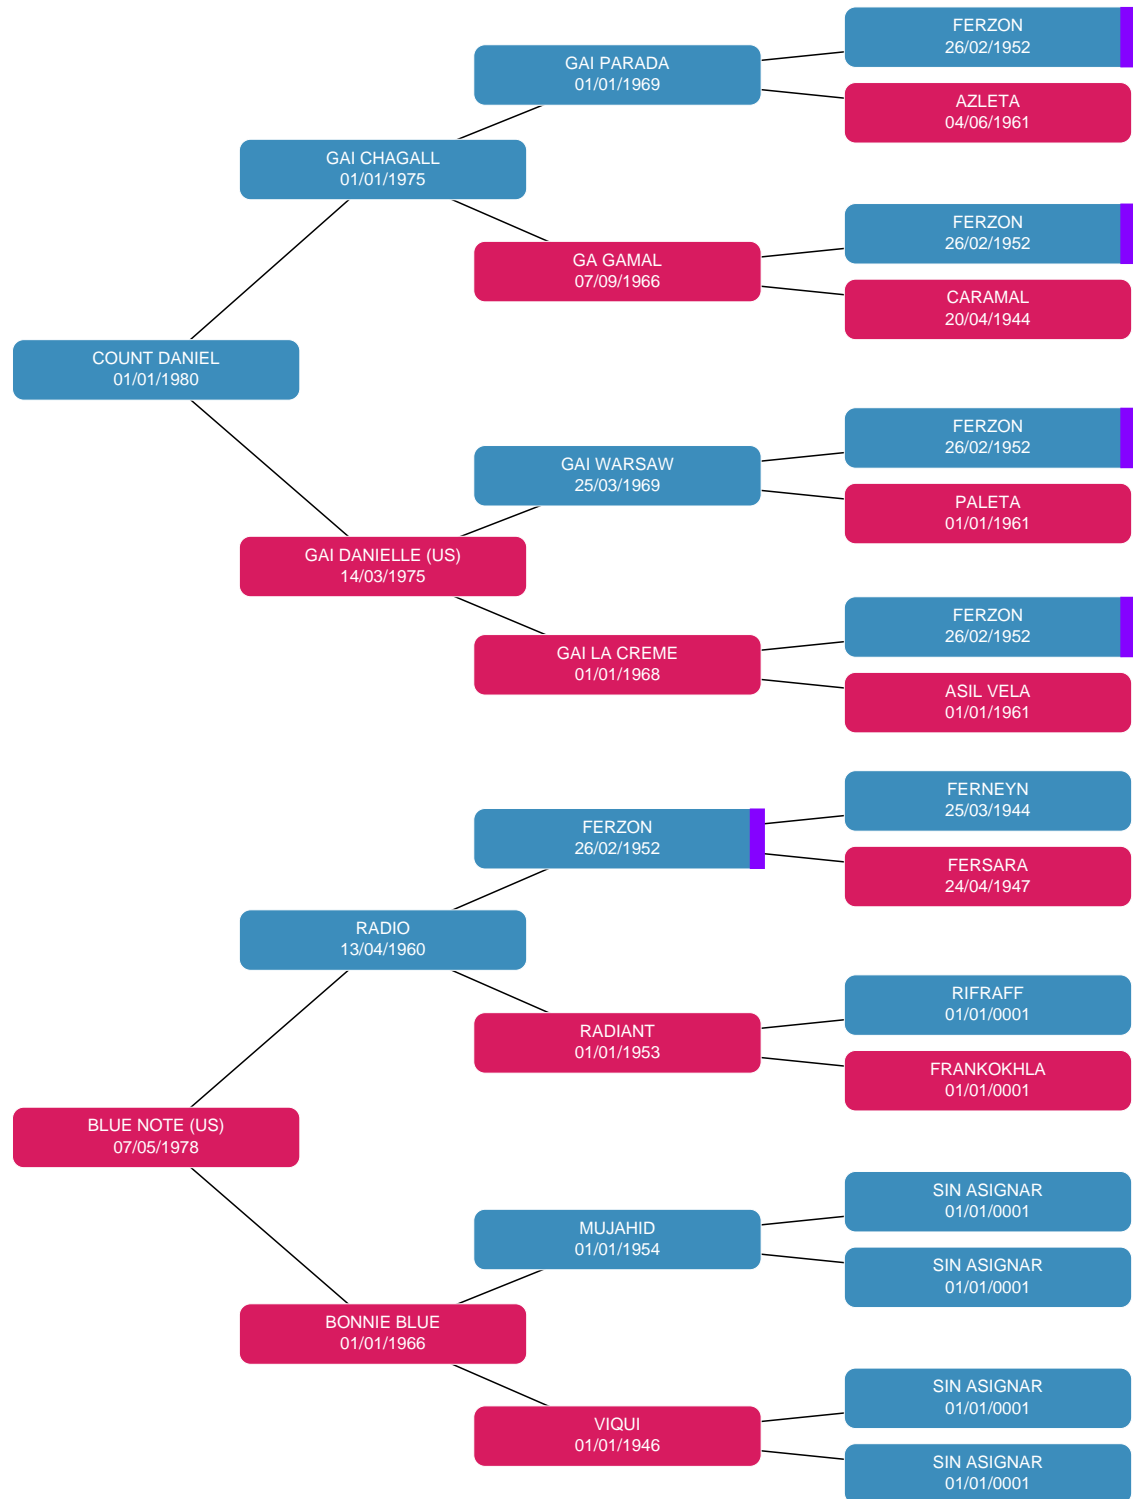 FERZON
26/02/1952
GAI PARADA
01/01/1969
AZLETA
04/06/1961
GAI CHAGALL
01/01/1975
FERZON
26/02/1952
GA GAMAL
07/09/1966
CARAMAL
20/04/1944
COUNT DANIEL
01/01/1980
FERZON
26/02/1952
GAI WARSAW
25/03/1969
PALETA
01/01/1961
GAI DANIELLE (US)
14/03/1975
FERZON
26/02/1952
GAI LA CREME
01/01/1968
ASIL VELA
01/01/1961
FERNEYN
25/03/1944
FERZON
26/02/1952
FERSARA
24/04/1947
RADIO
13/04/1960
RIFRAFF
01/01/0001
RADIANT
01/01/1953
FRANKOKHLA
01/01/0001
BLUE NOTE (US)
07/05/1978
SIN ASIGNAR
01/01/0001
MUJAHID
01/01/1954
SIN ASIGNAR
01/01/0001
BONNIE BLUE
01/01/1966
SIN ASIGNAR
01/01/0001
VIQUI
01/01/1946
SIN ASIGNAR
01/01/0001